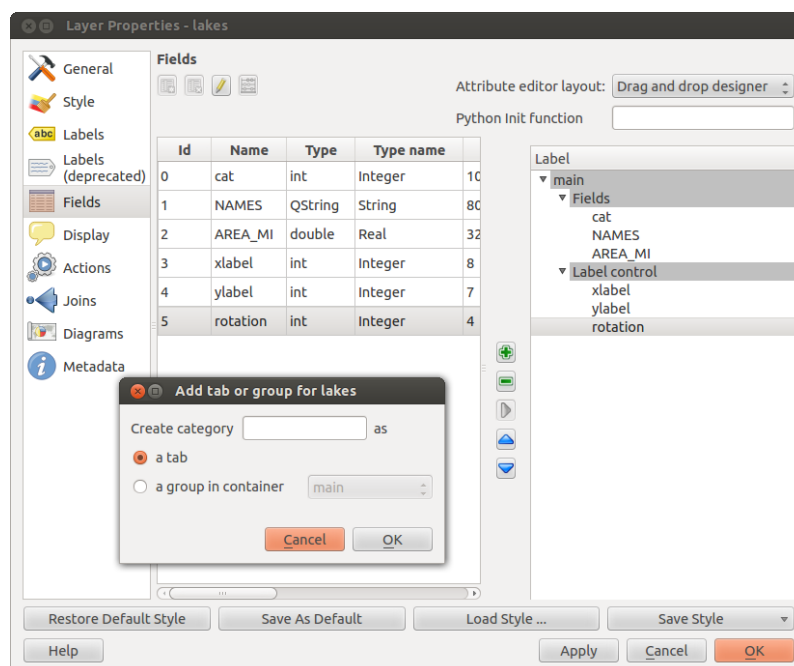 Layer Properties - lakes
General
Style
abc Labels
Labels
(deprecated)
Fields
Display
Actions
Joins
Diagrams
i Metadata
Fields
Attribute editor layout: Drag and drop designer
Python Init function
Id Name Type Type name
0 cat int Integer 10
1 NAMES QString String 80
2 AREA_MI double Real 32
3 xlabel int Integer 8
4 ylabel int Integer 7
5 rotation int Integer 4
Label
main
Fields
cat
NAMES
AREA_MI
Label control
xlabel
ylabel
rotation
Add tab or group for lakes
Create category as
a tab
a group in container main
Cancel OK
Restore Default Style Save As Default Load Style ... Save Style
Help Apply Cancel OK